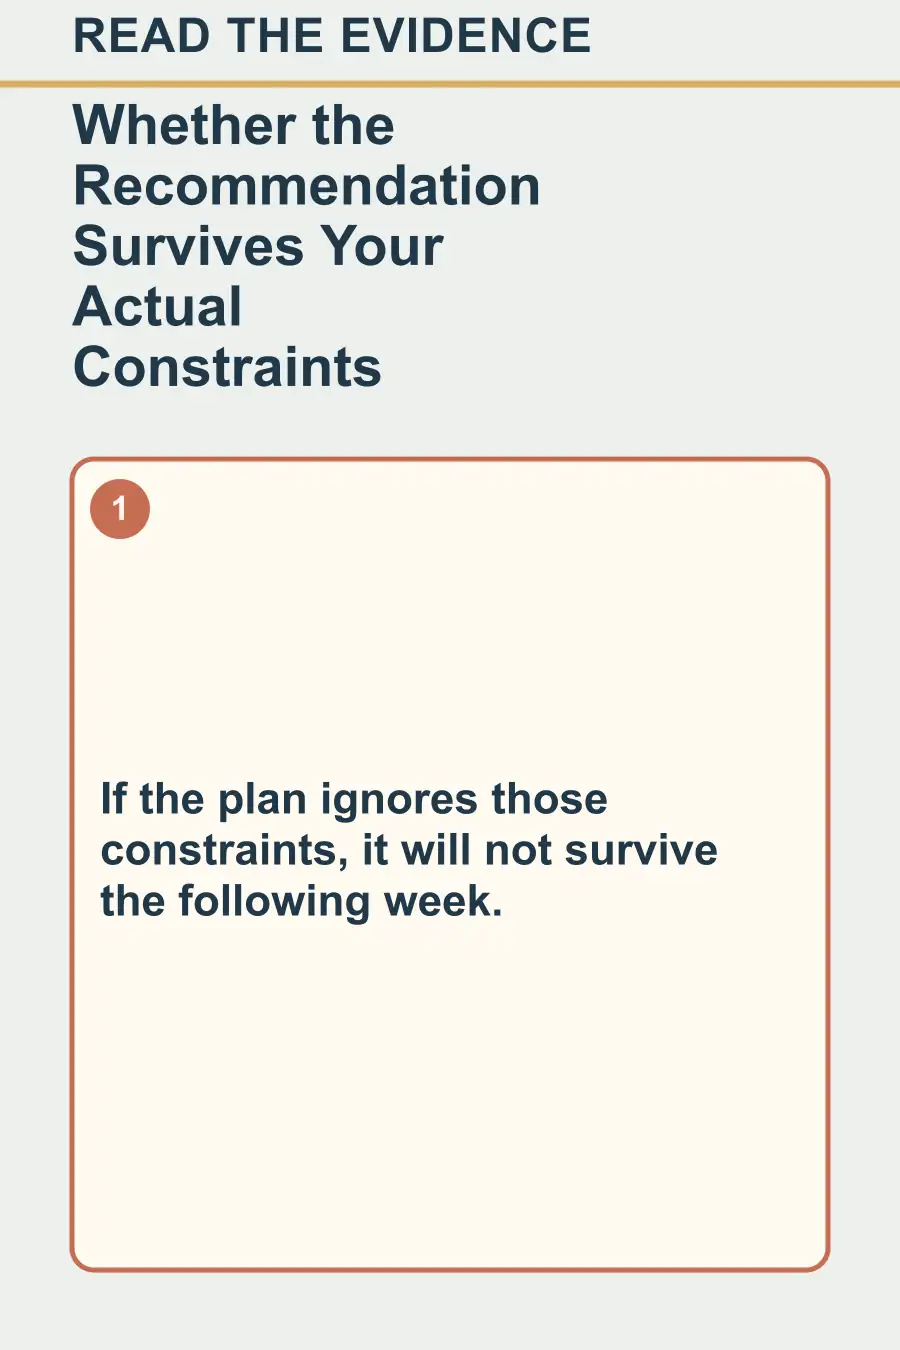 READ THE EVIDENCE
Whether the
Recommendation
Survives Your
Actual
Constraints
1
If the plan ignores those
constraints, it will not survive
the following week.